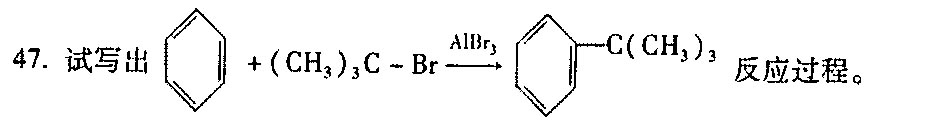 47. 试写出 + (CH₃)₃C – Br AlBr₃ C(CH₃)₃ 反应过程。